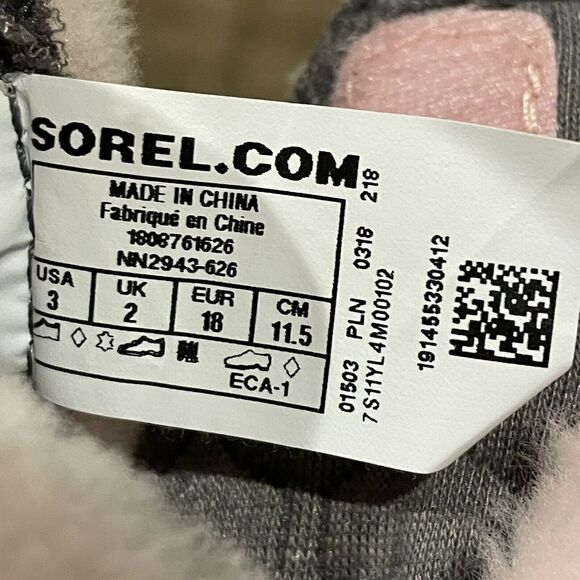 SOREL.COM
MADE IN CHINA
Fabriqué en Chine
1808761626
NN2943-626
USA UK EUR CM
3 2 18 11.5
ECA-1
01503 PLN 0318 218
7S11YL4M00102
191455330412